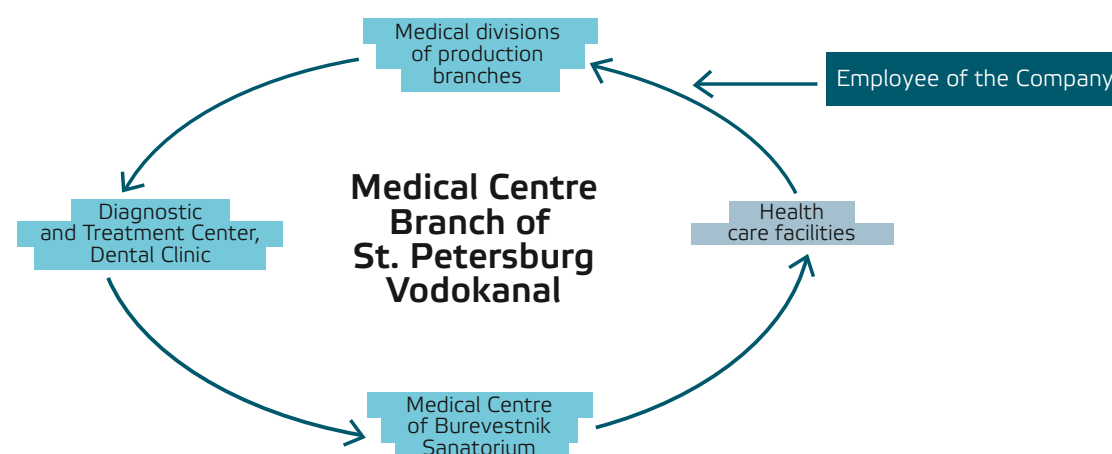 Medical divisions
of production
branches
Employee of the Company
Diagnostic
and Treatment Center,
Dental Clinic
Medical Centre
Branch of
St. Petersburg
Vodokanal
Health
care facilities
Medical Centre
of Burevestnik
Sanatorium